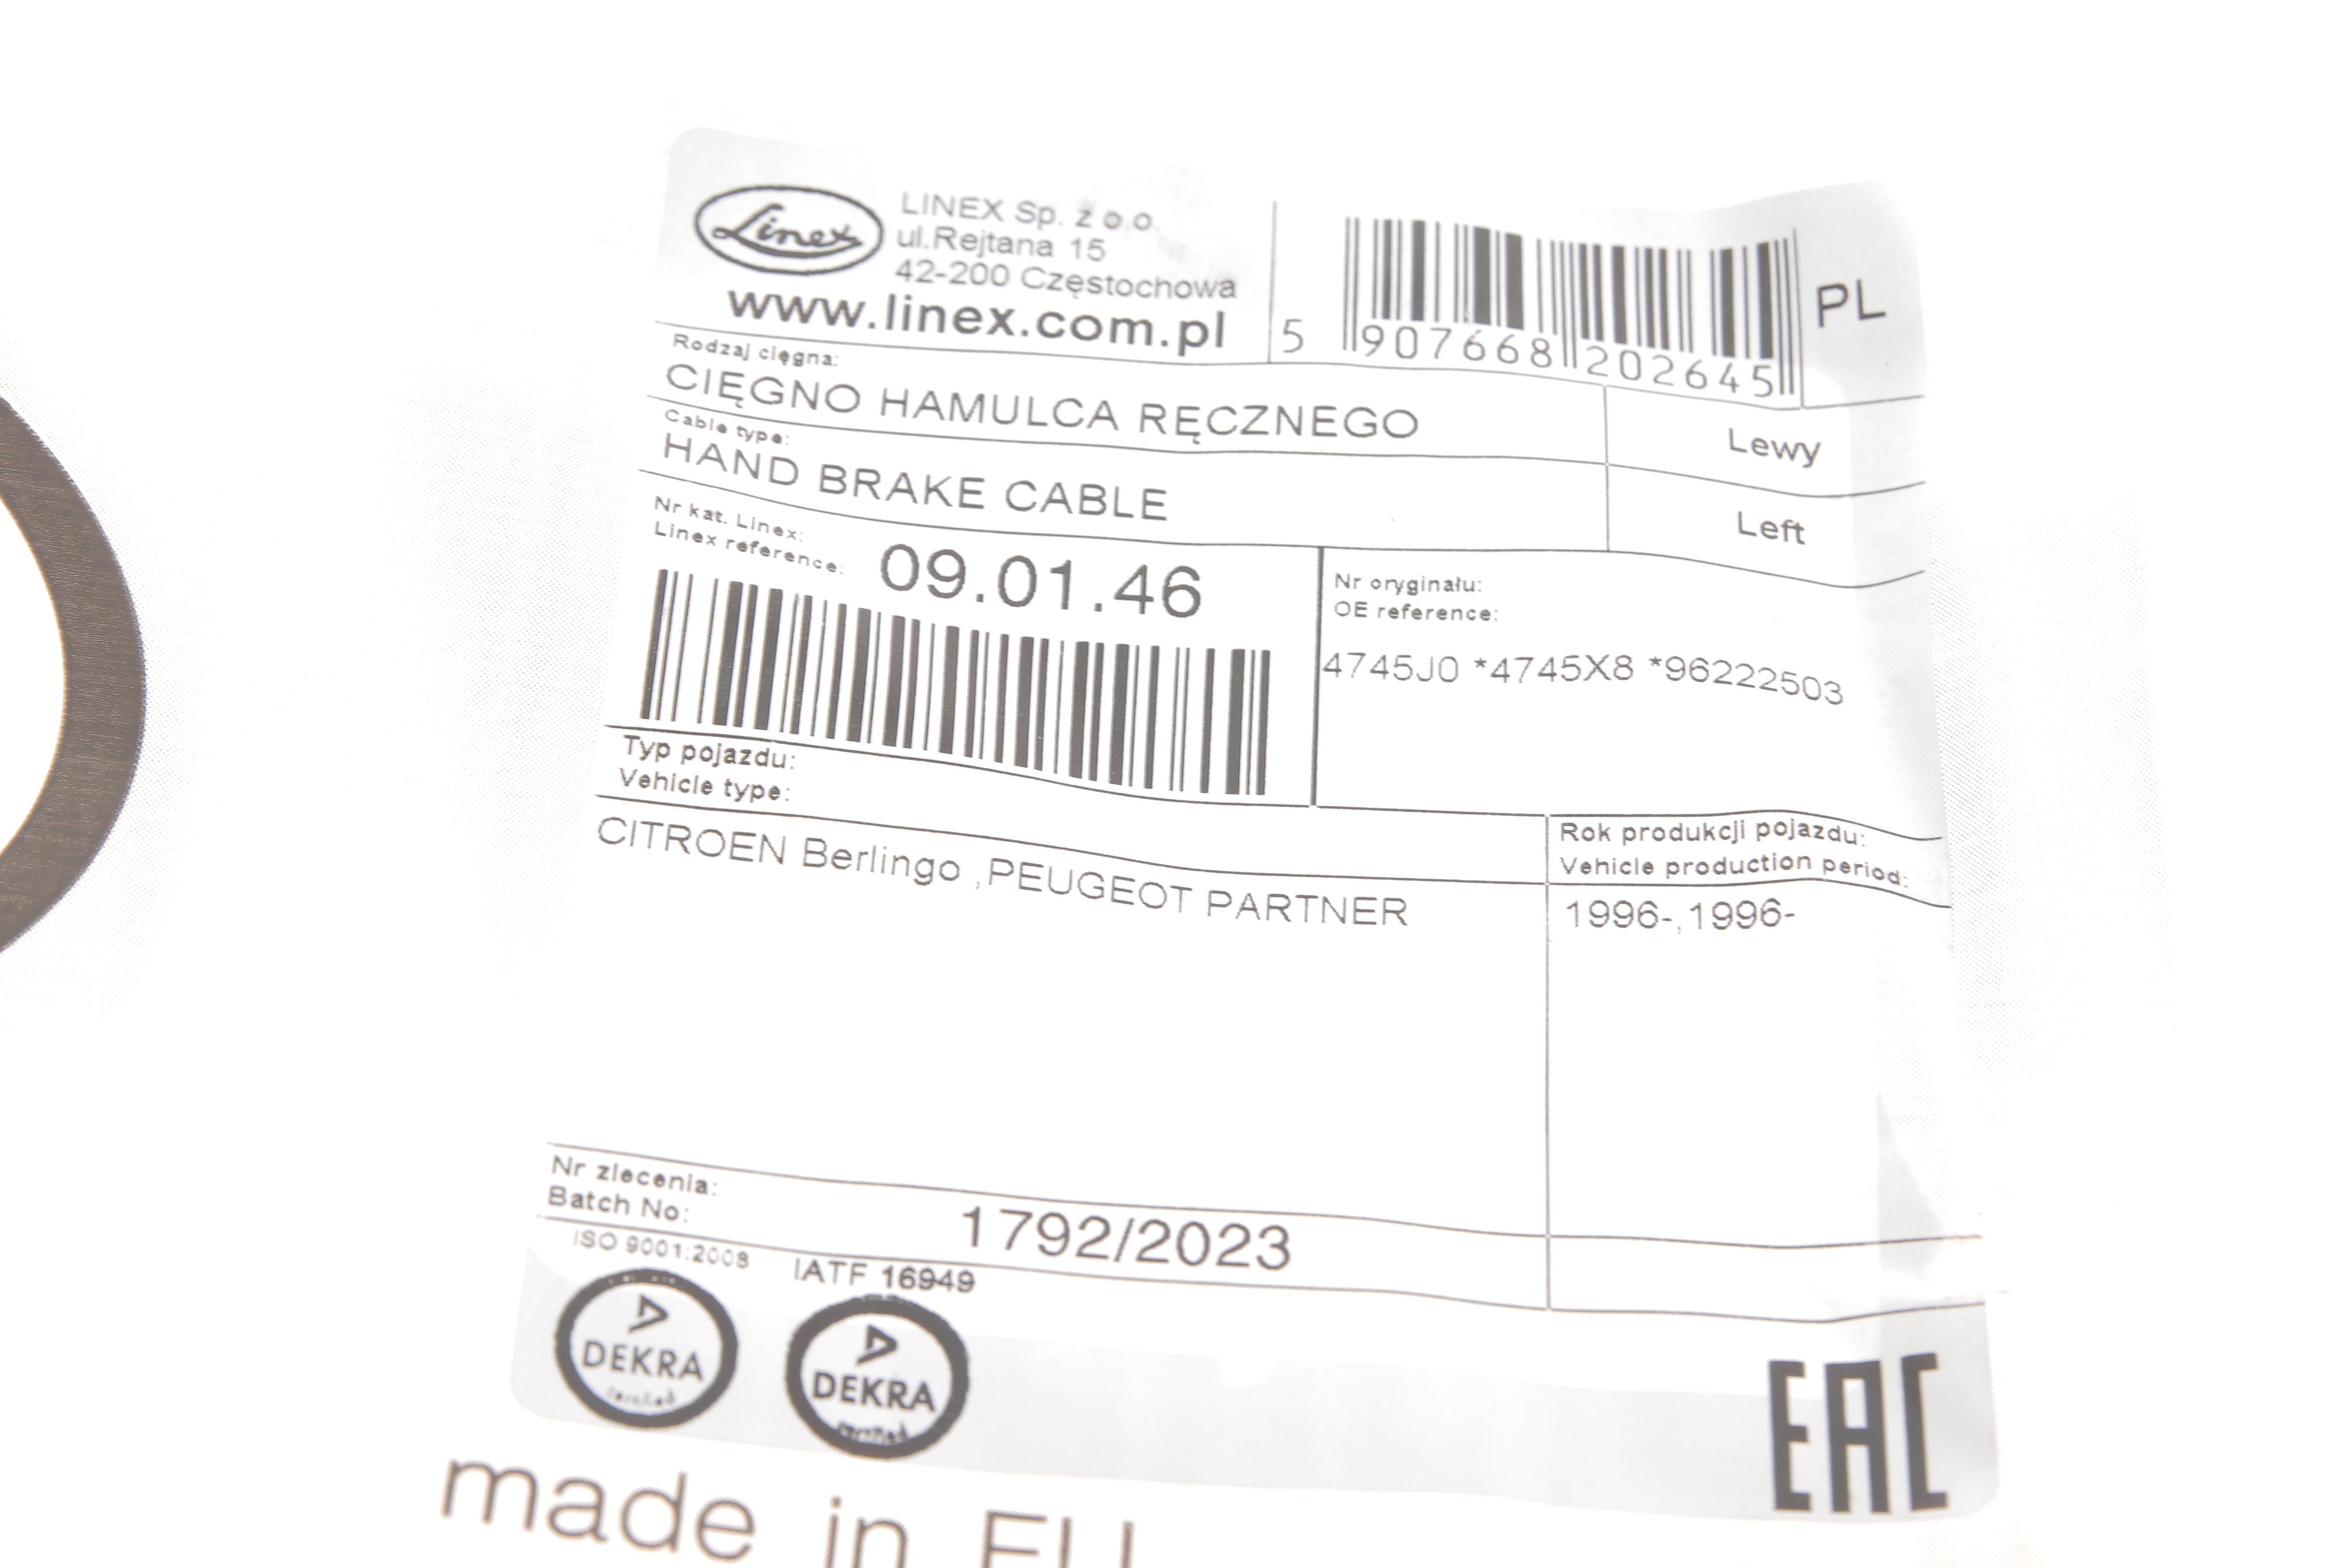 Linex
LINEX Sp. z o.o.
ul.Rejtana 15
42-200 Częstochowa
www.linex.com.pl
5 907668 202645
PL
Rodzaj cięgna:
CIĘGNO HAMULCA RĘCZNEGO
Lewy
Cable type:
HAND BRAKE CABLE
Left
Nr kat. Linex:
Linex reference:
09.01.46
Nr oryginału:
OE reference:
4745J0 *4745X8 *96222503
Typ pojazdu:
Vehicle type:
CITROEN Berlingo ,PEUGEOT PARTNER
Rok produkcji pojazdu:
Vehicle production period:
1996-,1996-
Nr zlecenia:
Batch No:
1792/2023
ISO 9001:2008
IATF 16949
DEKRA
certified
DEKRA
certified
EAC
made in EU